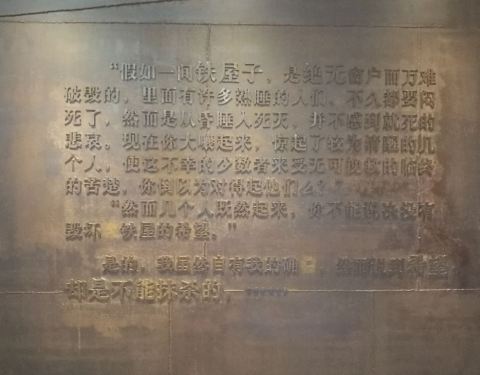 “假如一间铁屋子，是绝无窗户而万难
破毁的，里面有许多熟睡的人们，不久都要闷
死了，然而是从昏睡入死灭，并不感到就死的
悲哀。现在你大嚷起来，惊起了较为清醒的几
个人，使这不幸的少数者来受无可挽救的临终
的苦楚，你倒以为对得起他们么？”
“然而几个人既然起来，你不能说决没有
毁坏 铁屋的希望。”
是的，我虽然自有我的确 ，然而说到希望
却是不能抹杀的，……